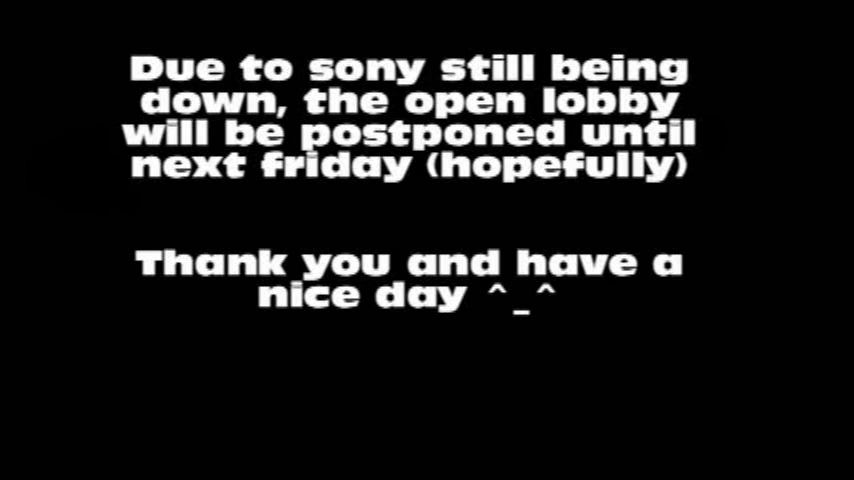 Due to sony still being
down, the open lobby
will be postponed until
next friday (hopefully)
Thank you and have a
nice day ^_^